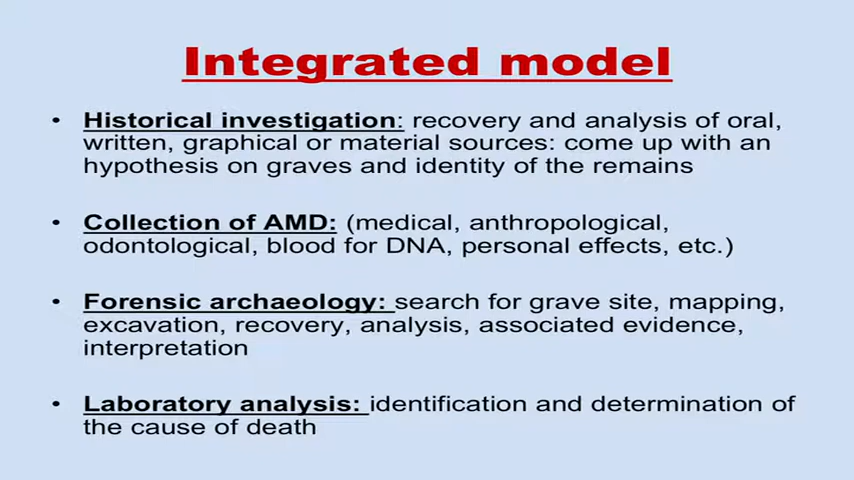 Integrated model
• Historical investigation: recovery and analysis of oral,
written, graphical or material sources: come up with an
hypothesis on graves and identity of the remains
• Collection of AMD: (medical, anthropological,
odontological, blood for DNA, personal effects, etc.)
• Forensic archaeology: search for grave site, mapping,
excavation, recovery, analysis, associated evidence,
interpretation
• Laboratory analysis: identification and determination of
the cause of death